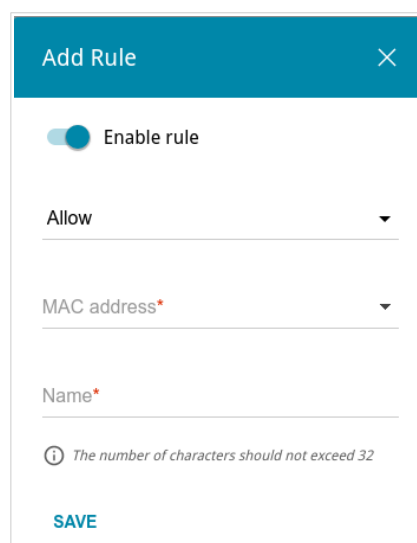 Add Rule
Enable rule
Allow
MAC address*
Name*
The number of characters should not exceed 32
SAVE